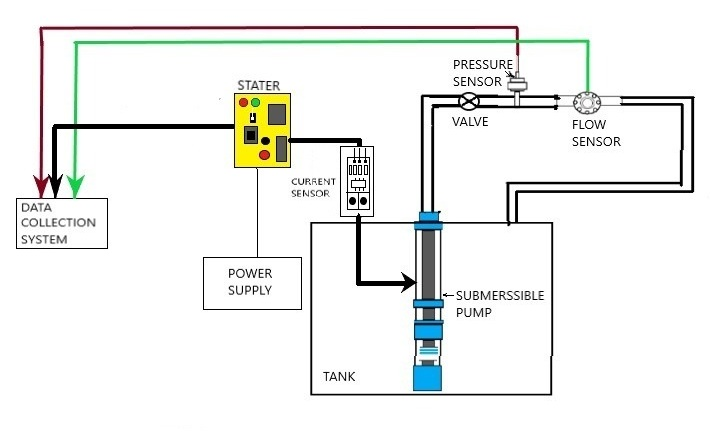 PRESSURE
SENSOR
STATER
VALVE
FLOW
SENSOR
CURRENT
SENSOR
DATA
COLLECTION
SYSTEM
POWER
SUPPLY
SUBMERSSIBLE
PUMP
TANK